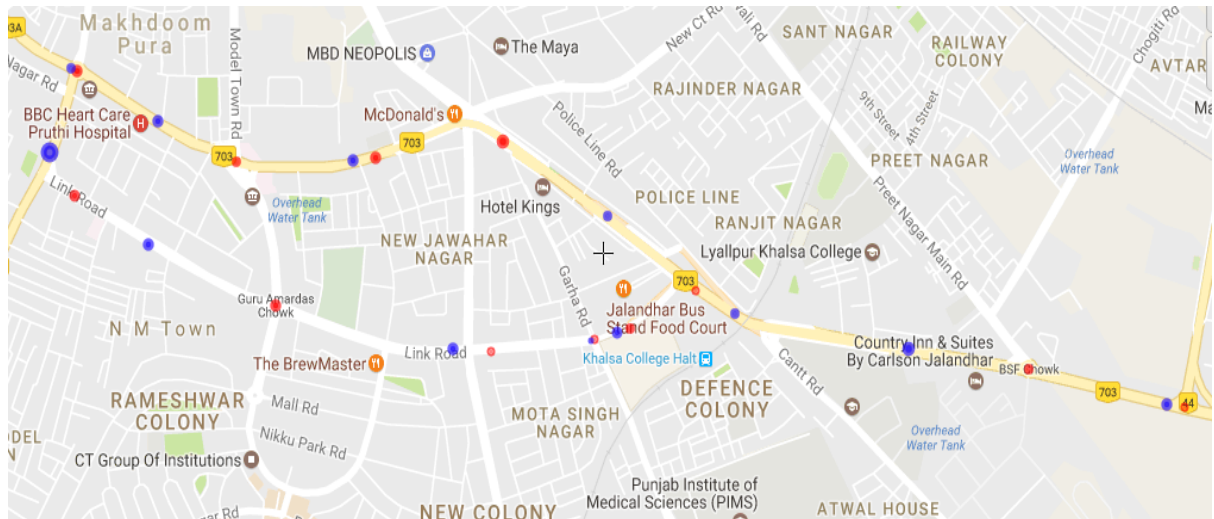 03A
Makhdoom
Pura
Nagar Rd
Model Town Rd
MBD NEOPOLIS
The Maya
New Ct Rd
SANT NAGAR
RAILWAY
COLONY
Chogiti Rd
AVTAR
RAJINDER NAGAR
9th Street
4th Street
BBC Heart Care
Pruthi Hospital
McDonald's
703
703
Police Line Rd
PREET NAGAR
Overhead
Water Tank
Link Road
Overhead
Water Tank
Hotel Kings
POLICE LINE
RANJIT NAGAR
Preet Nagar Main Rd
NEW JAWAHAR
NAGAR
Lyallpur Khalsa College
703
Garha Rd
Guru Amardas
Chowk
Jalandhar Bus
Stand Food Court
N M Town
The BrewMaster
Link Road
Khalsa College Halt
Cantt Rd
Country Inn & Suites
By Carlson Jalandhar
BSF Chowk
703
44
RAMESHWAR
COLONY
Mall Rd
Nikku Park Rd
MOTA SINGH
NAGAR
DEFENCE
COLONY
Overhead
Water Tank
CT Group Of Institutions
Punjab Institute of
Medical Sciences (PIMS)
NEW COLONY
ATWAL HOUSE